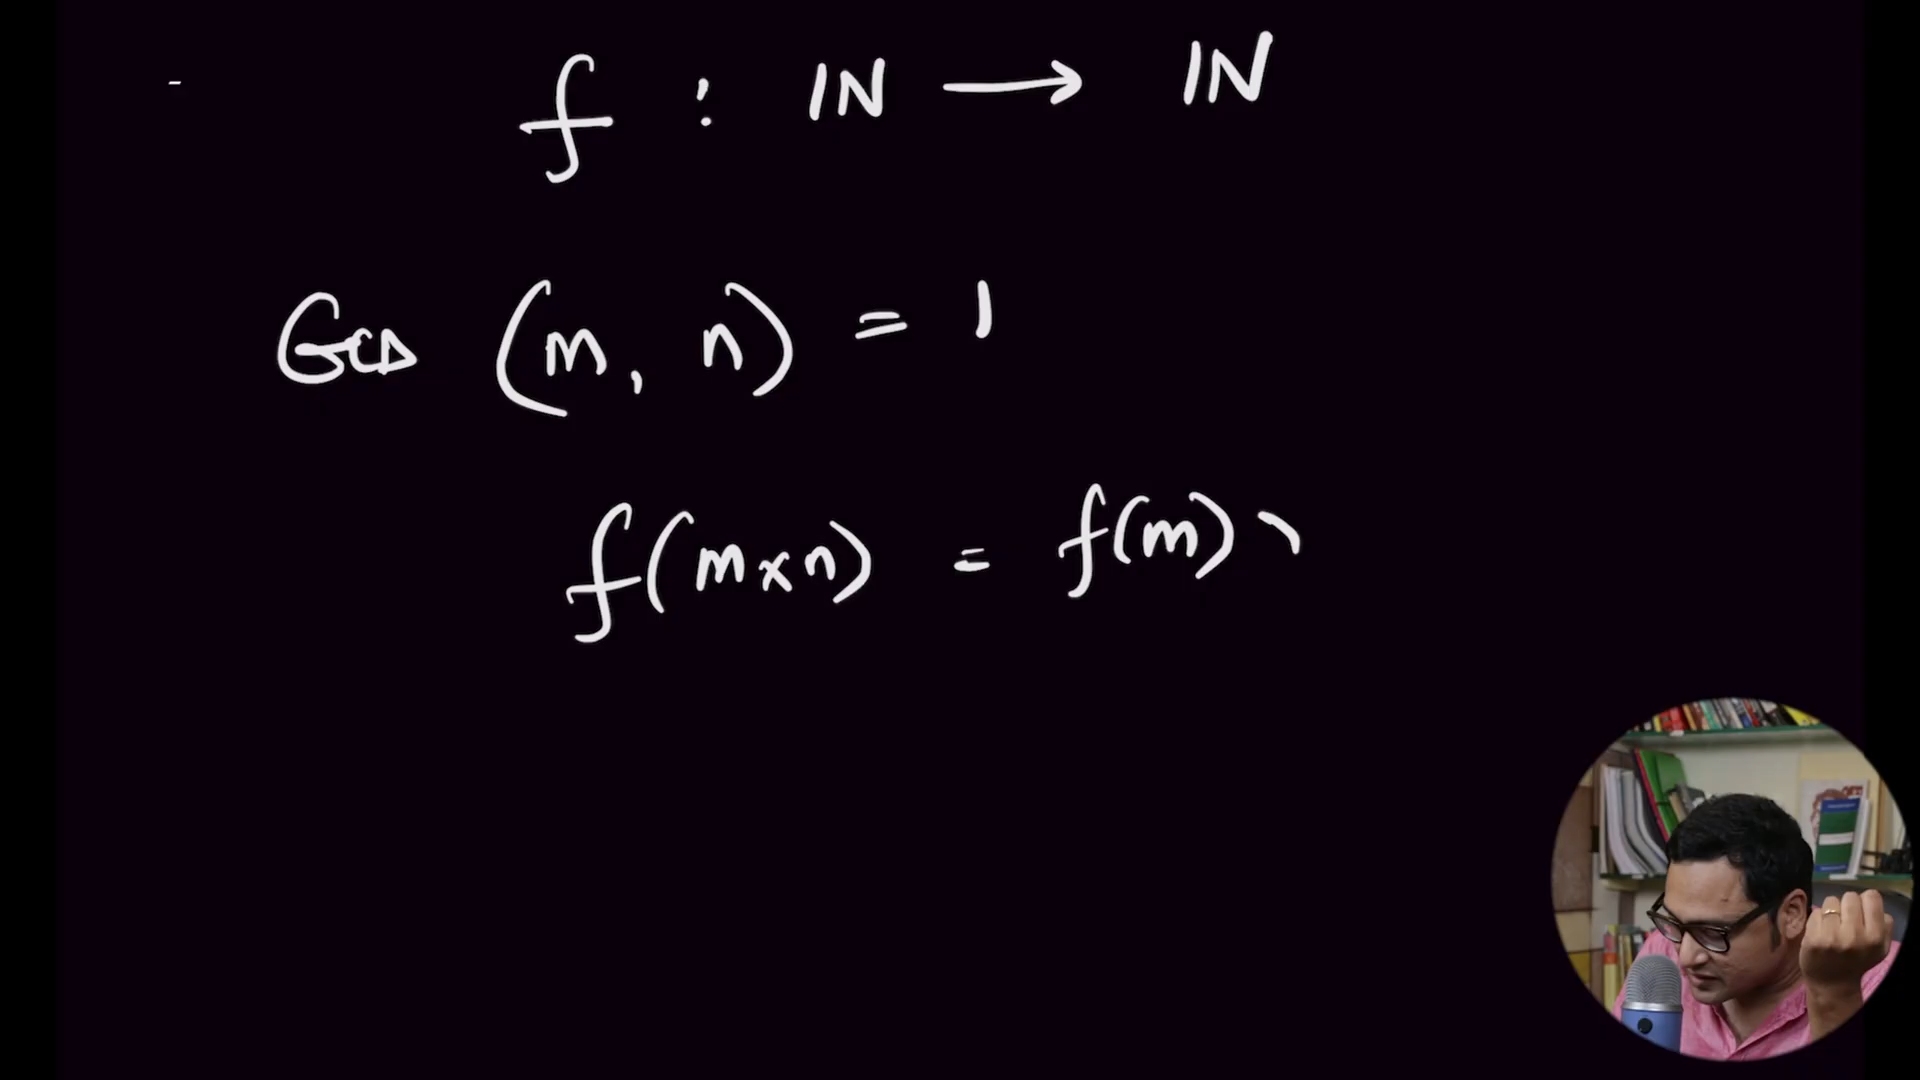 f : IN → IN
GCD (m, n) = 1
f(m×n) = f(m)